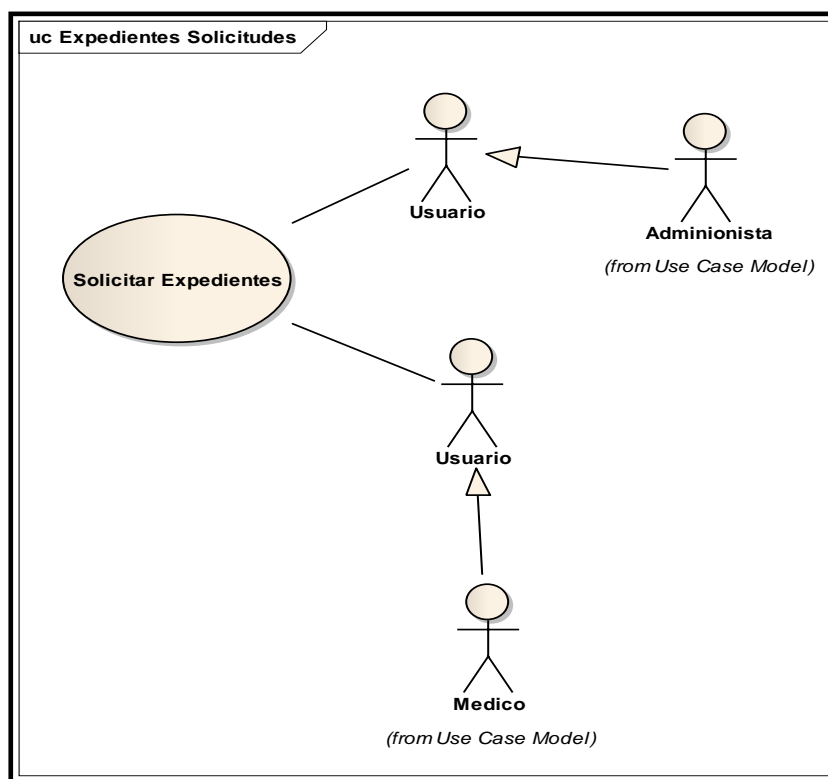 uc Expedientes Solicitudes
Usuario
Adminionista
(from Use Case Model)
Solicitar Expedientes
Usuario
Medico
(from Use Case Model)